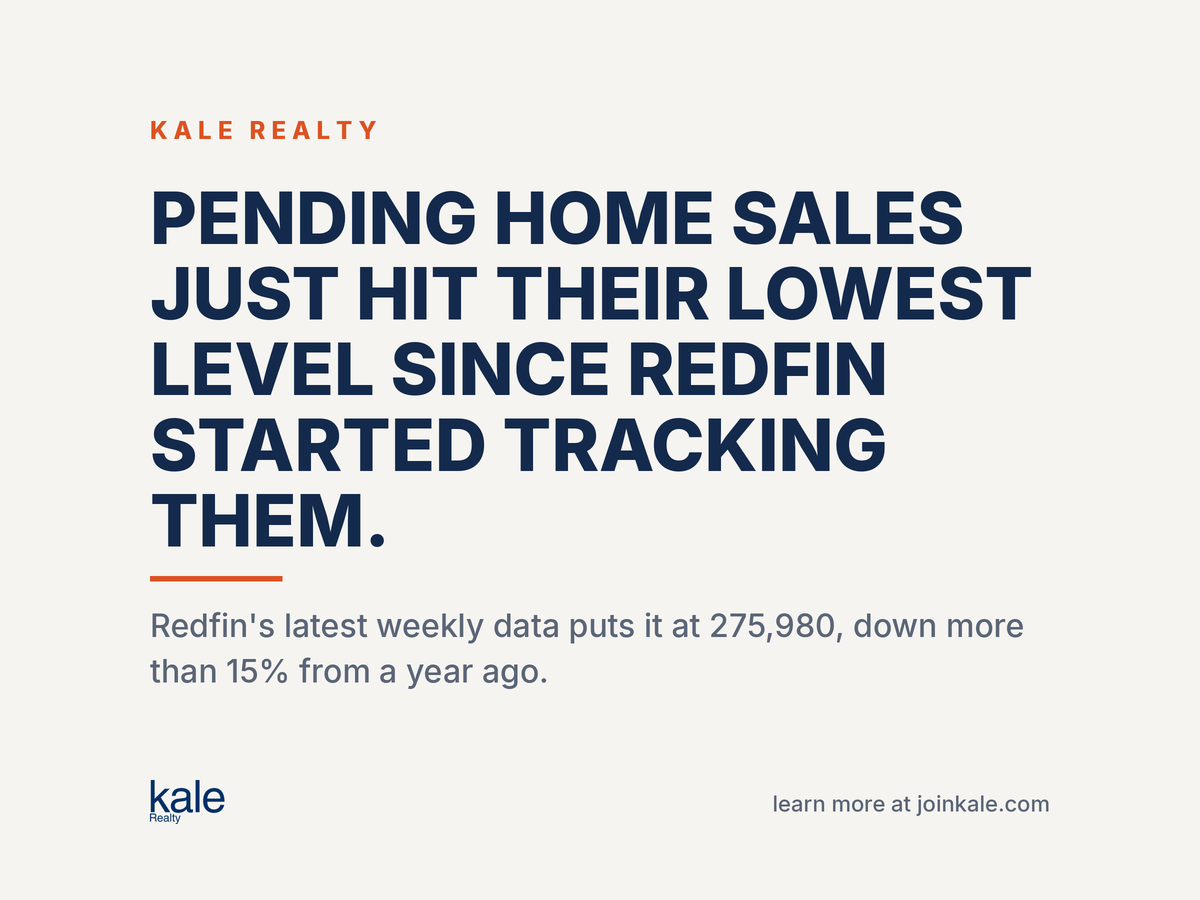 KALE REALTY
PENDING HOME SALES
JUST HIT THEIR LOWEST
LEVEL SINCE REDFIN
STARTED TRACKING
THEM.
Redfin's latest weekly data puts it at 275,980, down more
than 15% from a year ago.
kale
Realty
learn more at joinkale.com